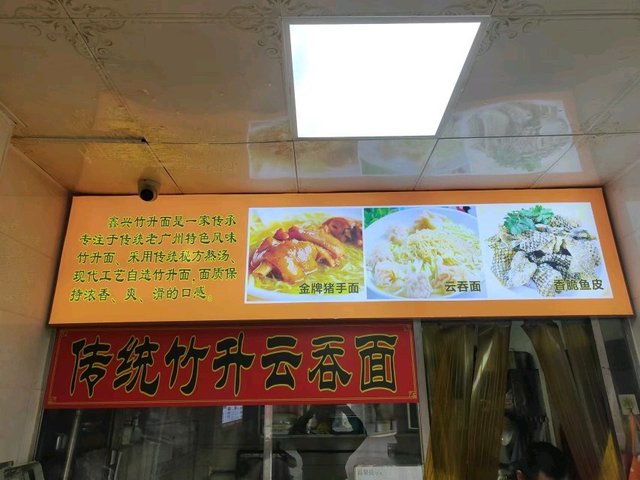 鑫兴竹升面是一家传承
专注于传统老广州特色风味
竹升面、采用传统秘方熬汤、
现代工艺自造竹升面、面质保
持浓香、爽、滑的口感。
金牌猪手面
云吞面
香脆鱼皮
传统竹升云吞面